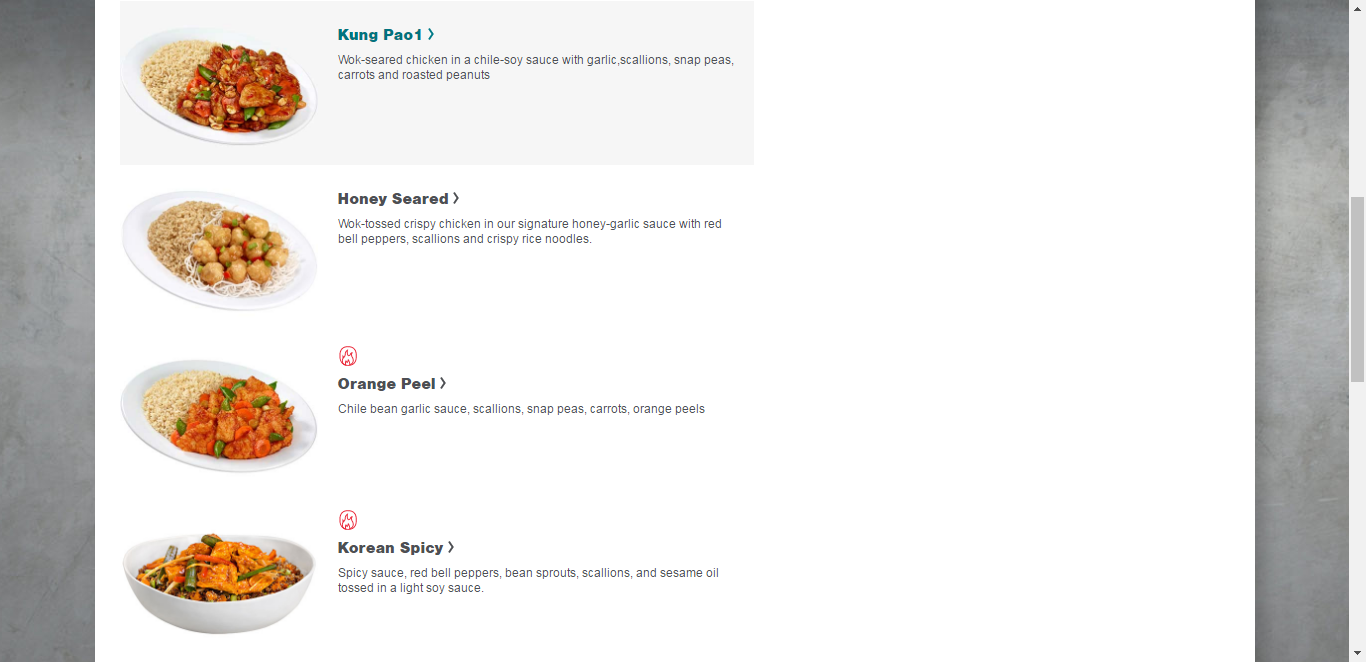 Kung Pao1
Wok-seared chicken in a chile-soy sauce with garlic,scallions, snap peas,
carrots and roasted peanuts
Honey Seared
Wok-tossed crispy chicken in our signature honey-garlic sauce with red
bell peppers, scallions and crispy rice noodles.
Orange Peel
Chile bean garlic sauce, scallions, snap peas, carrots, orange peels
Korean Spicy
Spicy sauce, red bell peppers, bean sprouts, scallions, and sesame oil
tossed in a light soy sauce.